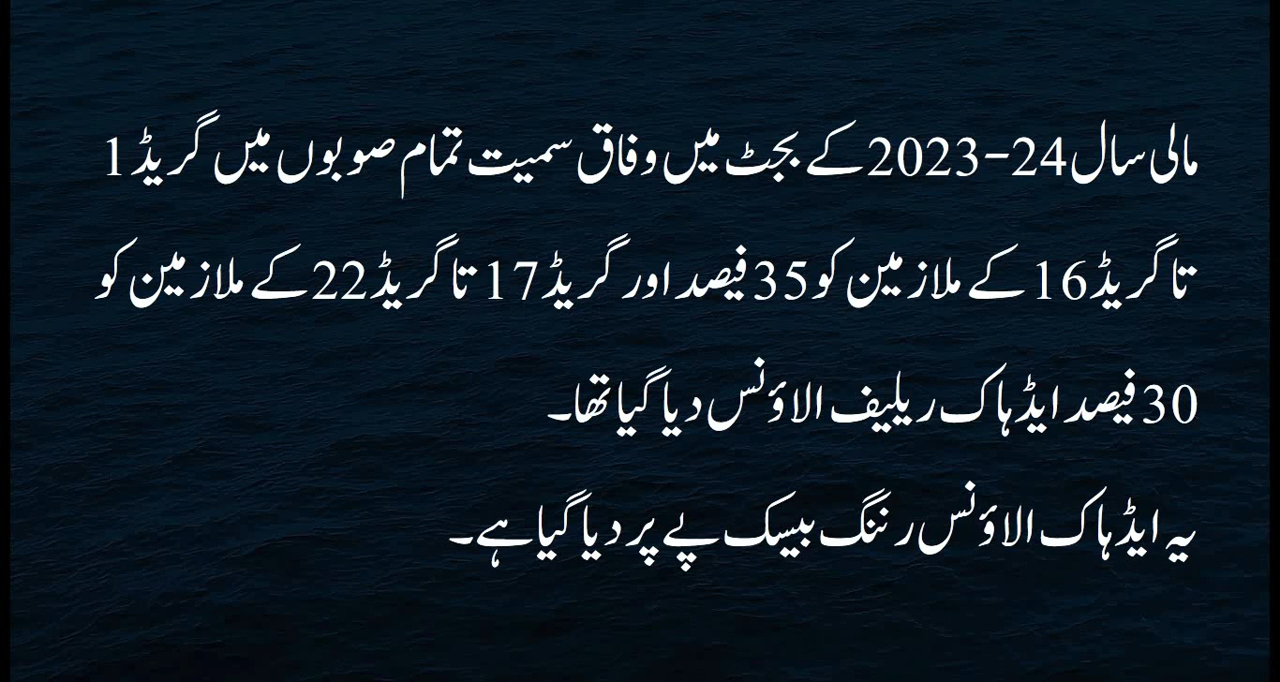 مالی سال 24-2023 کے بجٹ میں وفاق سمیت تمام صوبوں میں گریڈ 1
تا گریڈ 16 کے ملازمین کو 35 فیصد اور گریڈ 17 تا گریڈ 22 کے ملازمین کو
30 فیصد ایڈہاک ریلیف الاؤنس دیا گیا تھا۔
یہ ایڈہاک الاؤنس رننگ بیسک پے پر دیا گیا ہے۔